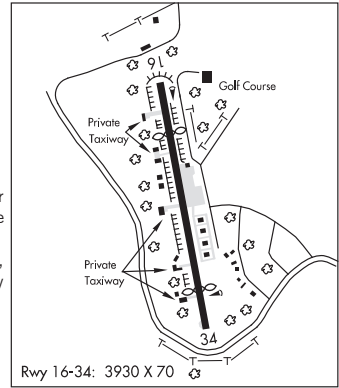 16
Golf Course
Private
Taxiway
r
e
,
y
Private
Taxiway
34
Rwy 16-34: 3930 X 70